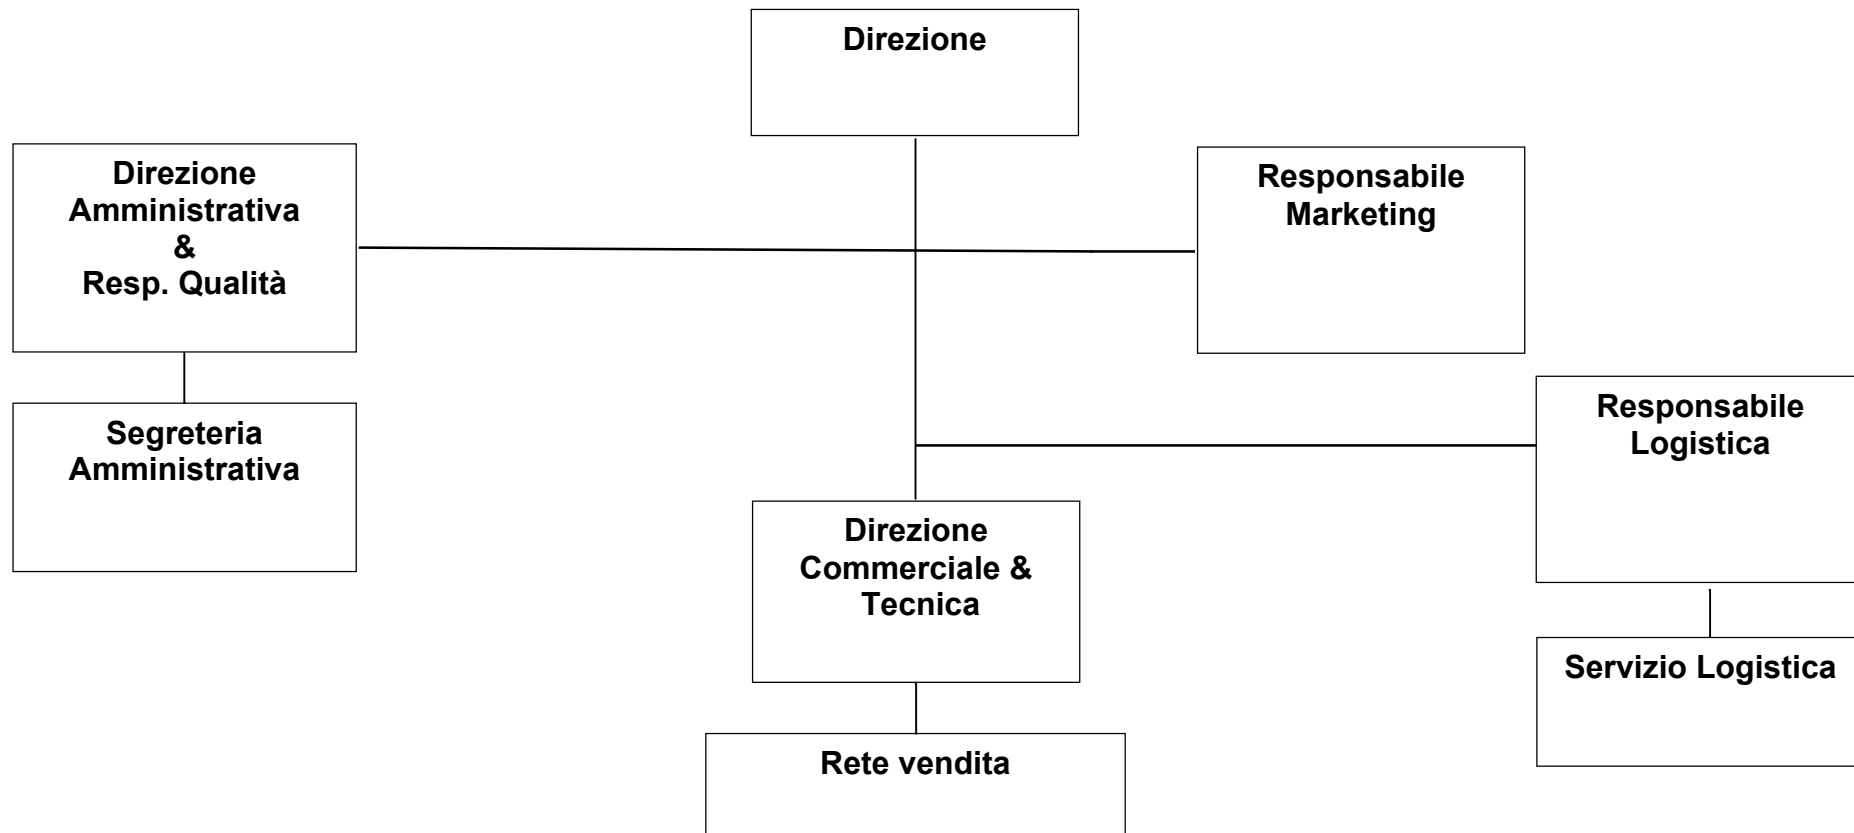 Direzione
Direzione
Amministrativa
&
Resp. Qualità
Responsabile
Marketing
Segreteria
Amministrativa
Responsabile
Logistica
Direzione
Commerciale &
Tecnica
Servizio Logistica
Rete vendita